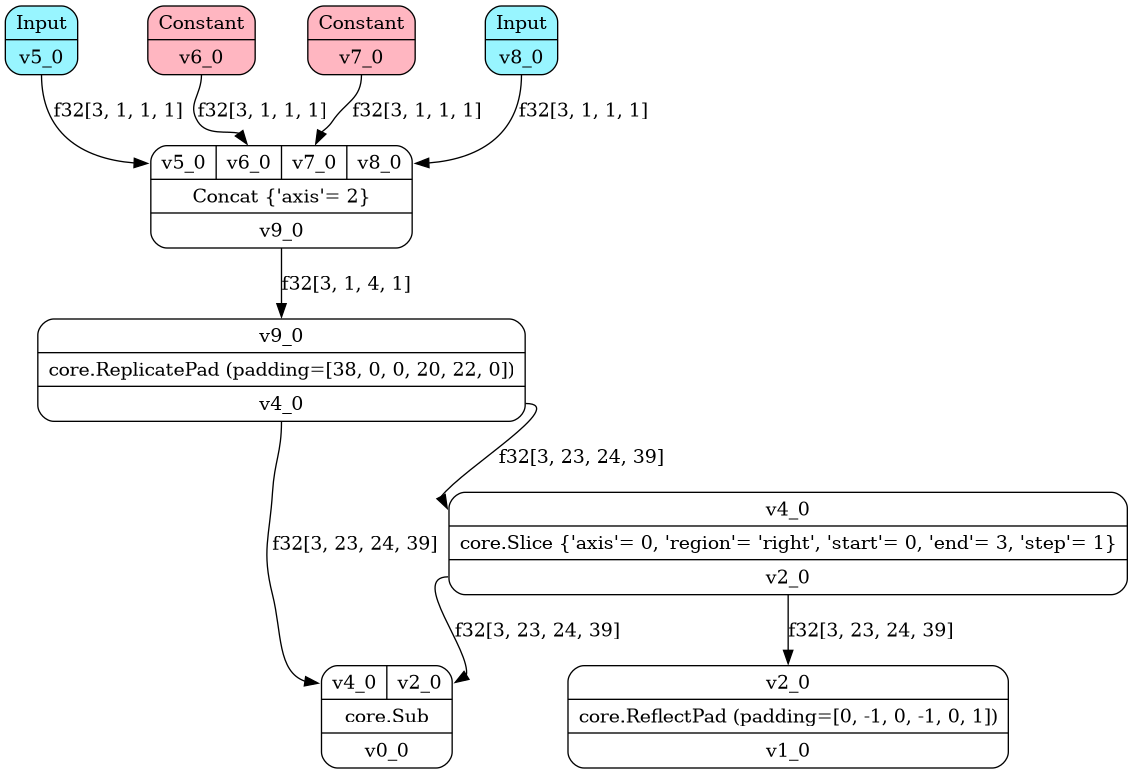 Input
v5_0
Constant
v6_0
Constant
v7_0
Input
v8_0
f32[3, 1, 1, 1]
f32[3, 1, 1, 1]
f32[3, 1, 1, 1]
f32[3, 1, 1, 1]
v5_0 v6_0 v7_0 v8_0
Concat {'axis'= 2}
v9_0
f32[3, 1, 4, 1]
v9_0
core.ReplicatePad (padding=[38, 0, 0, 20, 22, 0])
v4_0
f32[3, 23, 24, 39]
v4_0
core.Slice {'axis'= 0, 'region'= 'right', 'start'= 0, 'end'= 3, 'step'= 1}
v2_0
f32[3, 23, 24, 39]
f32[3, 23, 24, 39]
f32[3, 23, 24, 39]
v4_0 v2_0
core.Sub
v0_0
v2_0
core.ReflectPad (padding=[0, -1, 0, -1, 0, 1])
v1_0